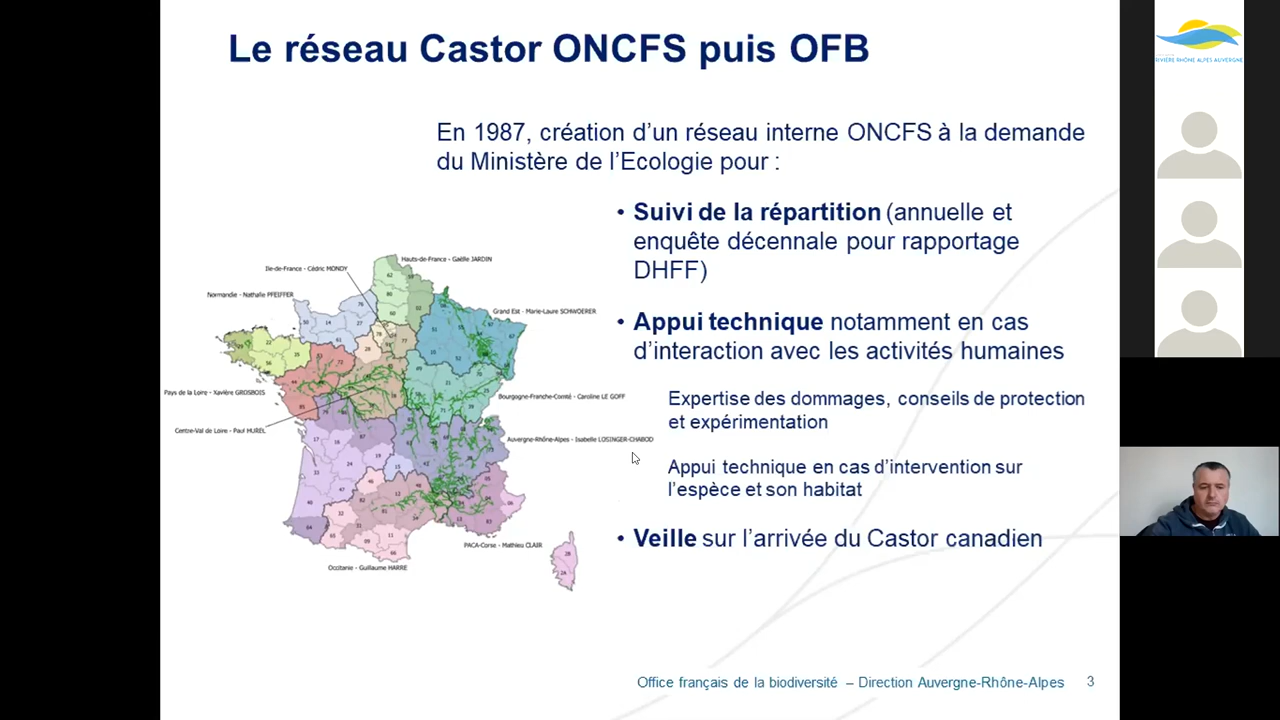 Le réseau Castor ONCFS puis OFB
RIVIÈRE RHÔNE ALPES AUVERGNE
En 1987, création d'un réseau interne ONCFS à la demande
du Ministère de l'Ecologie pour :
• Suivi de la répartition (annuelle et
enquête décennale pour rapportage
DHFF)
• Appui technique notamment en cas
d'interaction avec les activités humaines
Expertise des dommages, conseils de protection
et expérimentation
Appui technique en cas d'intervention sur
l'espèce et son habitat
• Veille sur l'arrivée du Castor canadien
Hauts-de-France - Gaëlle JARDIN
Ile-de-France - Cédric MONDY
Normandie - Nathalie PFEIFFER
Grand Est - Marie-Laure SCHWOERER
Pays de la Loire - Xavière GROSBOIS
Bourgogne-Franche-Comté - Caroline LE GOFF
Centre-Val de Loire - Paul HUREL
Auvergne-Rhône-Alpes - Isabelle LOSINGER-CHABOD
PACA-Corse - Mathieu CLAIR
Occitanie - Guillaume HARRE
Office français de la biodiversité – Direction Auvergne-Rhône-Alpes 3